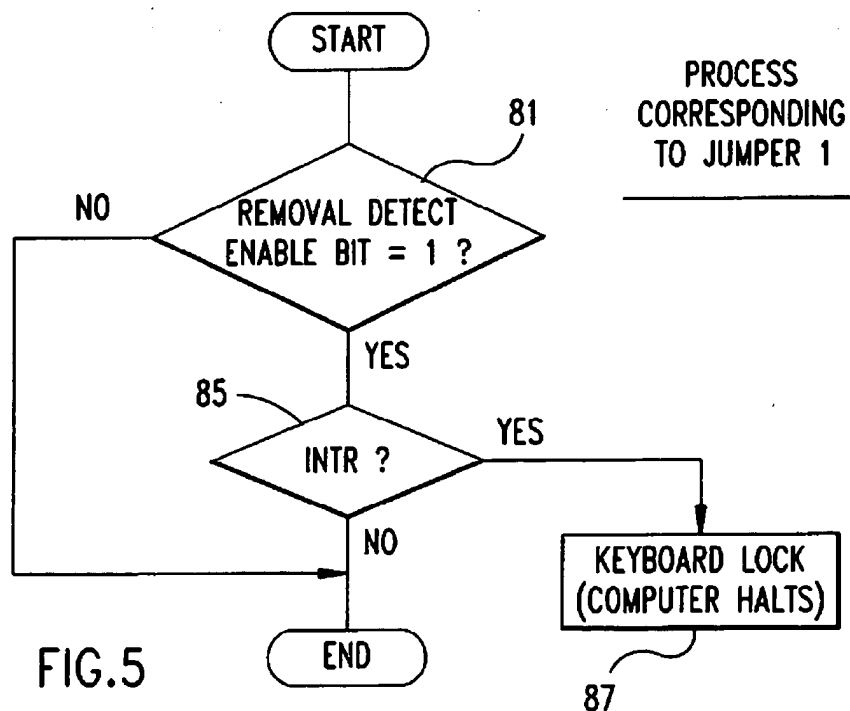 START
PROCESS
CORRESPONDING
TO JUMPER 1
81
NO
REMOVAL DETECT
ENABLE BIT = 1 ?
YES
85
INTR ?
YES
NO
KEYBOARD LOCK
(COMPUTER HALTS)
END
FIG.5
87